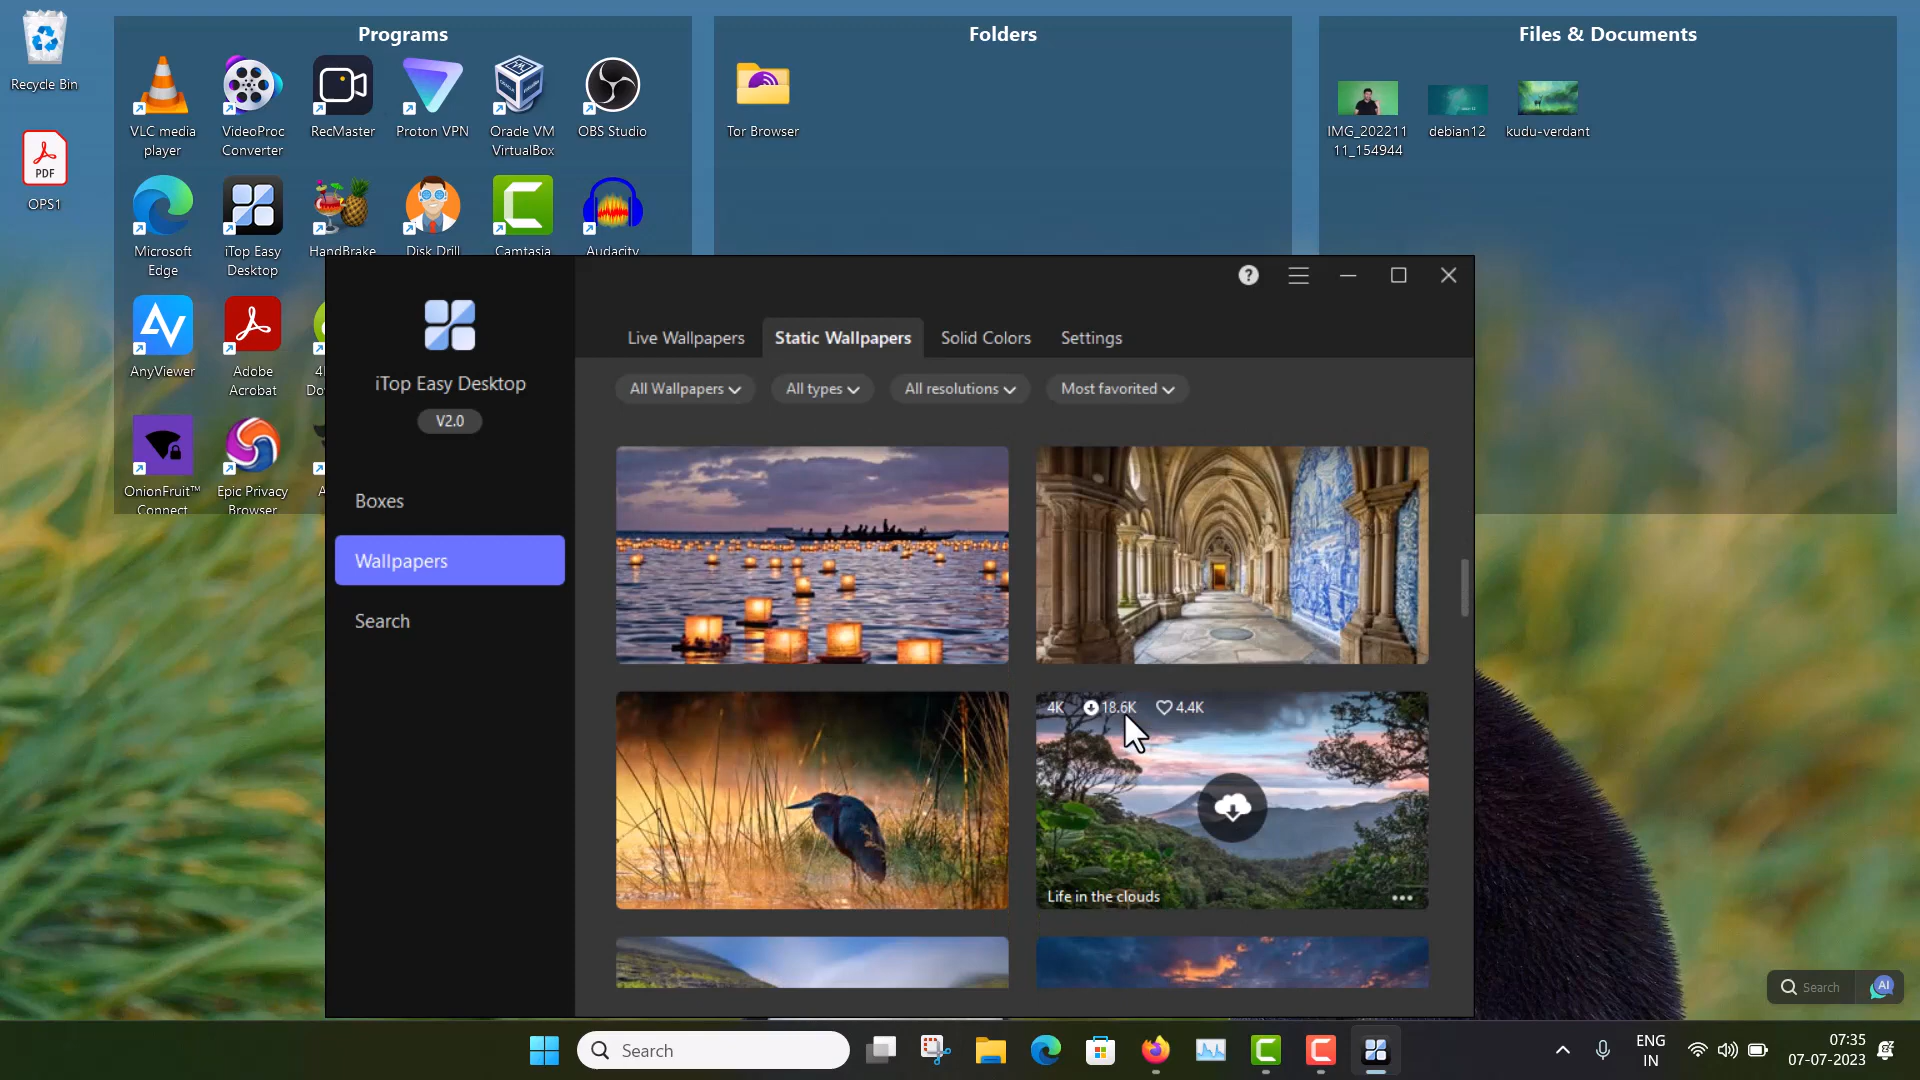 Recycle Bin
PDF
OPS1
Programs
VLC media
player
VideoProc
Converter
RecMaster
Proton VPN
Oracle VM
VirtualBox
OBS Studio
Microsoft
Edge
iTop Easy
Desktop
HandBrake
Disk Drill
Camtasia
Audacity
AnyViewer
Adobe
Acrobat
OnionFruit™
Connect
Epic Privacy
Browser
Folders
Tor Browser
Files & Documents
IMG_202211
11_154944
debian12
kudu-verdant
iTop Easy Desktop
V2.0
Boxes
Wallpapers
Search
Live Wallpapers
Static Wallpapers
Solid Colors
Settings
All Wallpapers
All types
All resolutions
Most favorited
4K 18.6K 4.4K
Life in the clouds
Search
AI
Search
ENG
IN
07:35
07-07-2023